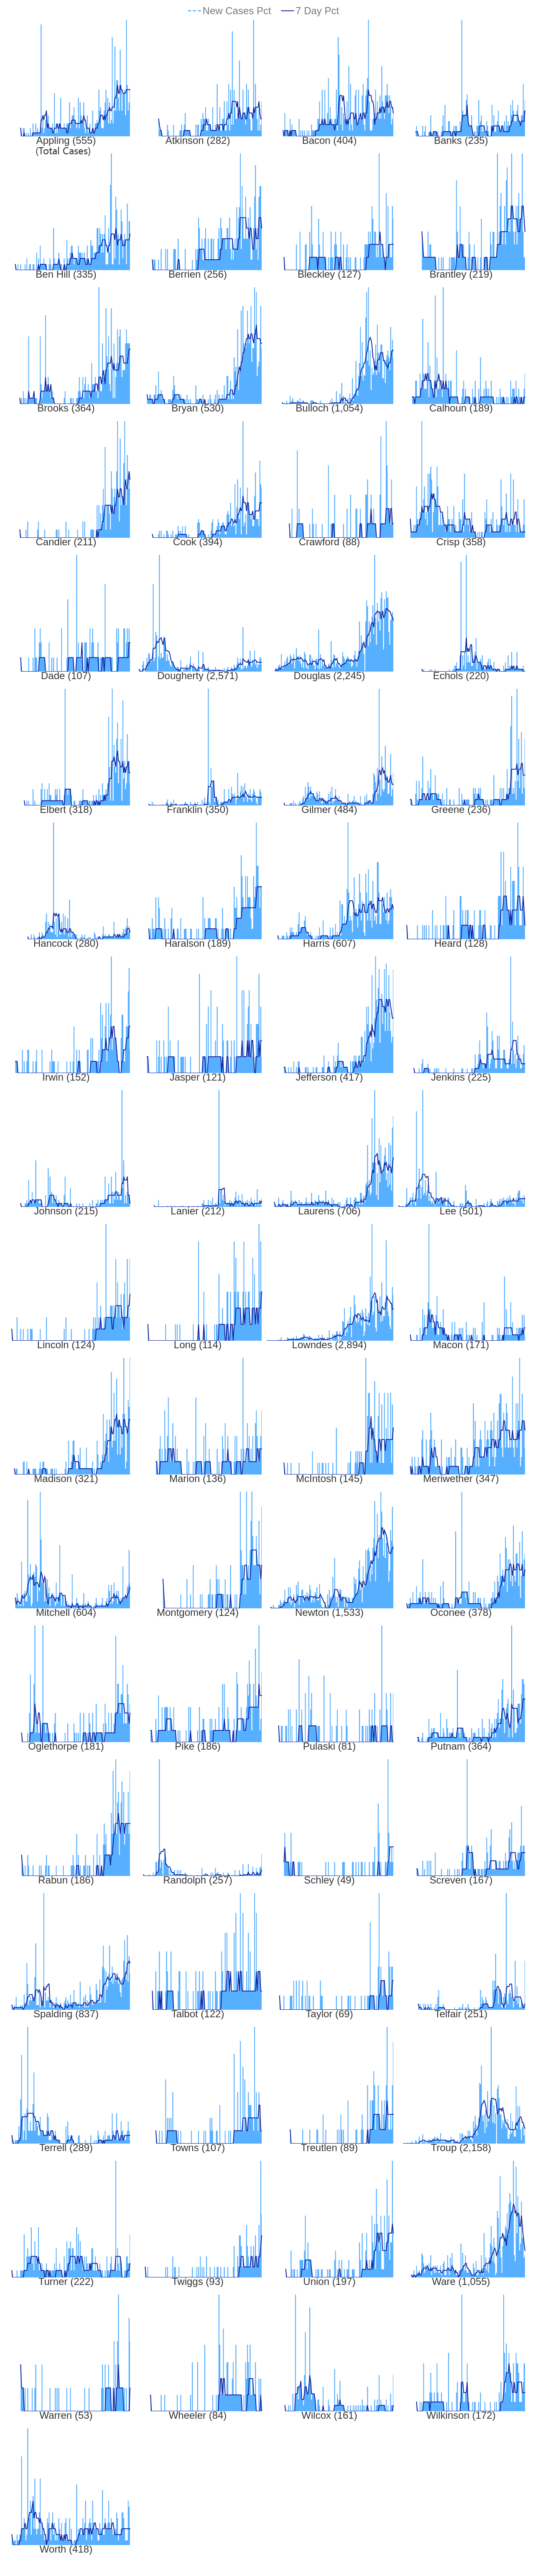 New Cases Pct 7 Day Pct
Appling (555) Atkinson (282) Bacon (404) Banks (235)
(Total Cases)
Ben Hill (335) Berrien (256) Bleckley (127) Brantley (219)
Brooks (364) Bryan (530) Bulloch (1,054) Calhoun (189)
Candler (211) Cook (394) Crawford (88) Crisp (358)
Dade (107) Dougherty (2,571) Douglas (2,245) Echols (220)
Elbert (318) Franklin (350) Gilmer (484) Greene (236)
Hancock (280) Haralson (189) Harris (607) Heard (128)
Irwin (152) Jasper (121) Jefferson (417) Jenkins (225)
Johnson (215) Lanier (212) Laurens (706) Lee (501)
Lincoln (124) Long (114) Lowndes (2,894) Macon (171)
Madison (321) Marion (136) McIntosh (145) Meriwether (347)
Mitchell (604) Montgomery (124) Newton (1,533) Oconee (378)
Oglethorpe (181) Pike (186) Pulaski (81) Putnam (364)
Rabun (186) Randolph (257) Schley (49) Screven (167)
Spalding (837) Talbot (122) Taylor (69) Telfair (251)
Terrell (289) Towns (107) Treutlen (89) Troup (2,158)
Turner (222) Twiggs (93) Union (197) Ware (1,055)
Warren (53) Wheeler (84) Wilcox (161) Wilkinson (172)
Worth (418)